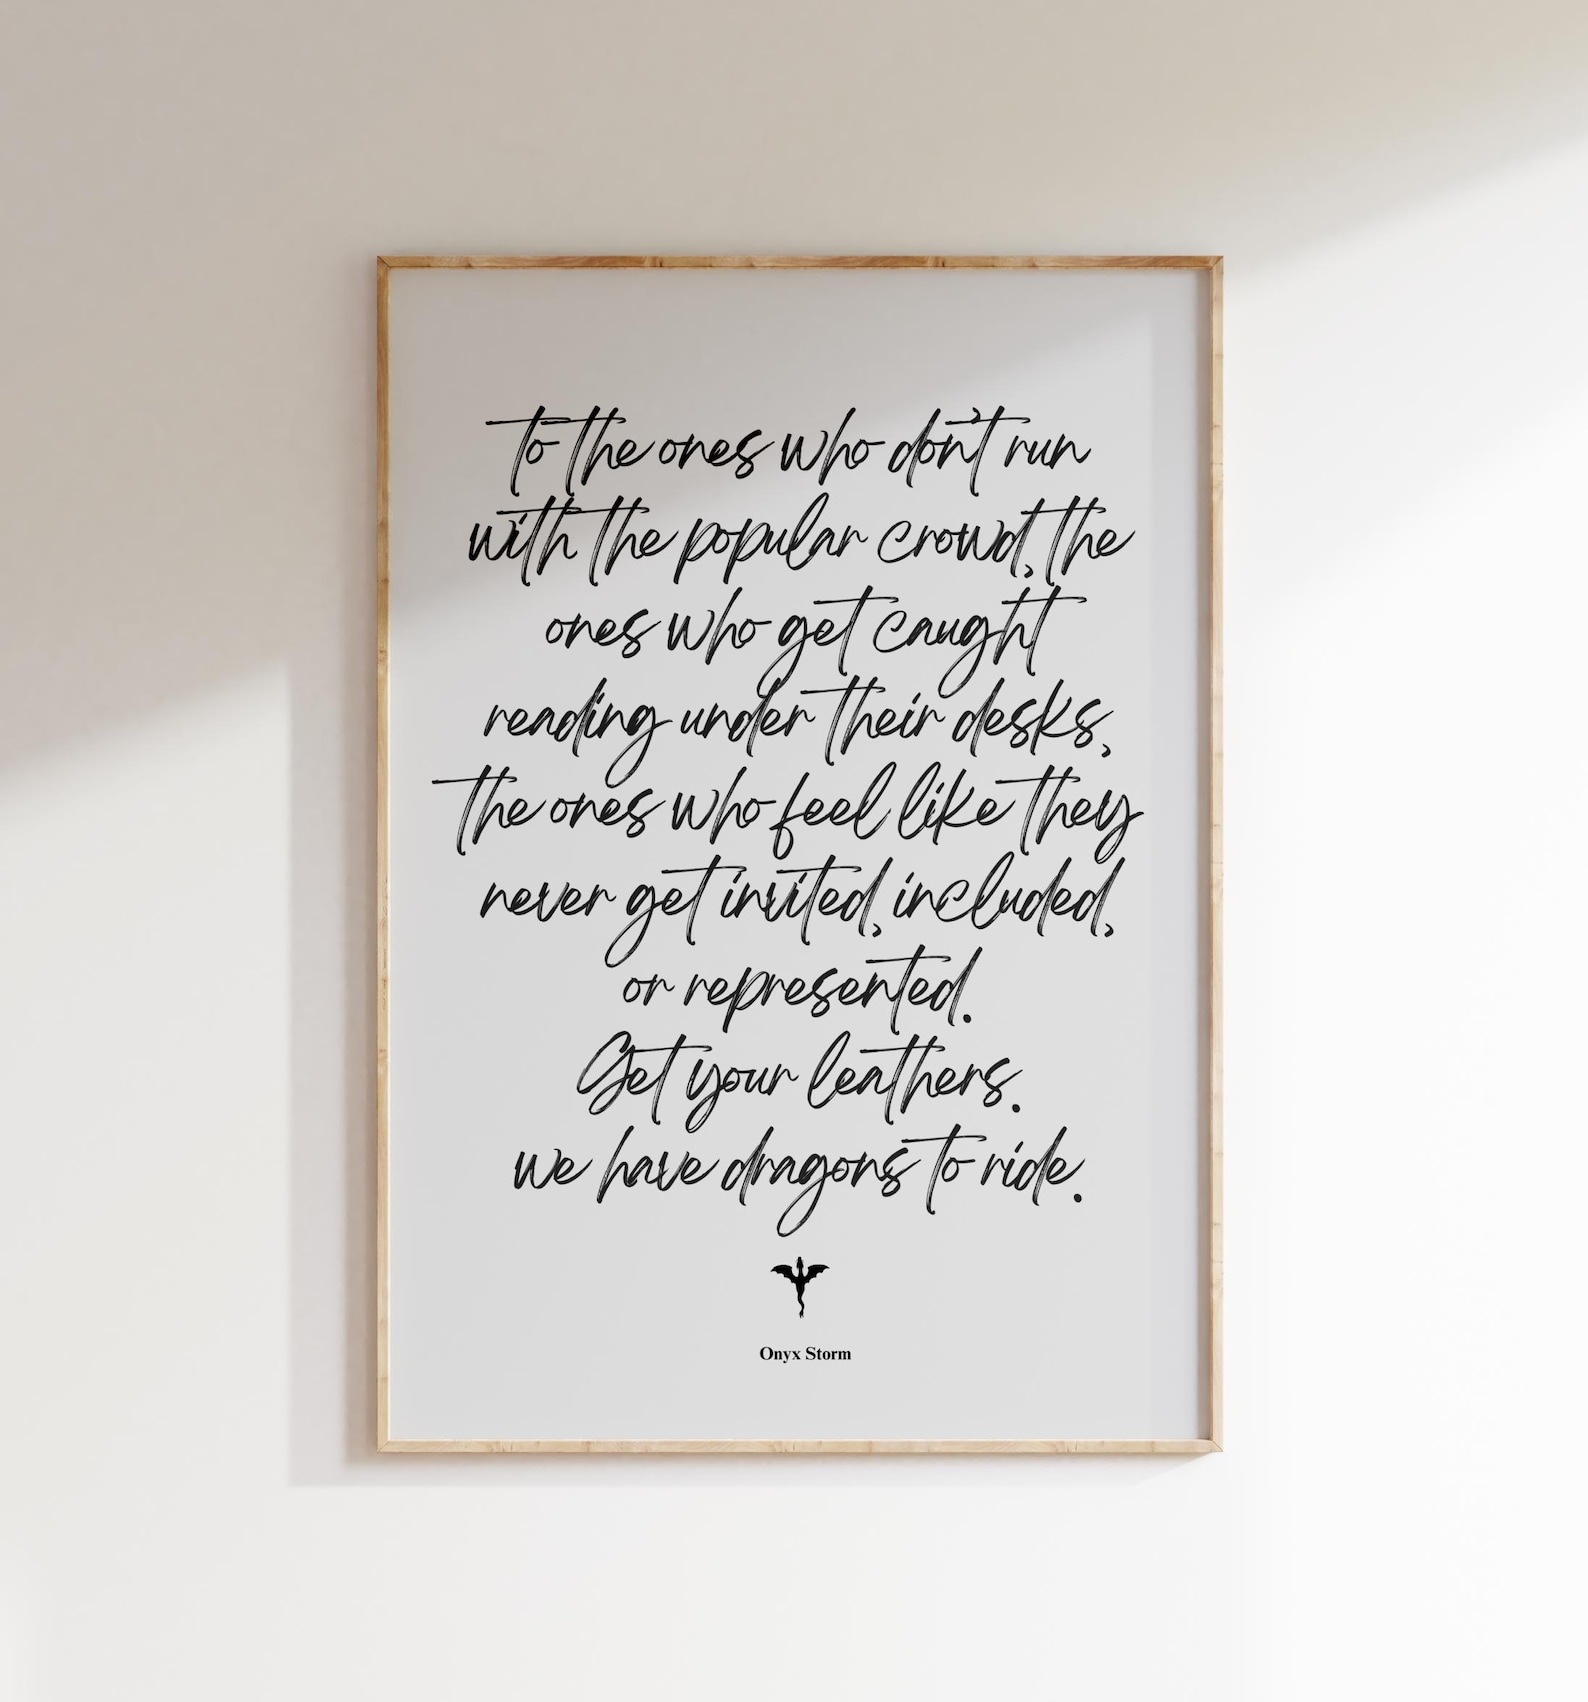 to the ones who don't run
with the popular crowd, the
ones who get caught
reading under their desks,
the ones who feel like they
never get invited, included,
or represented.
Get your leathers.
we have dragons to ride.
Onyx Storm